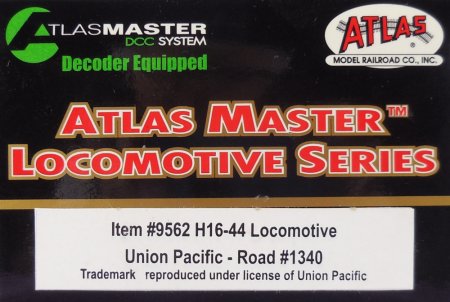 ATLASMASTER
DCC SYSTEM
Decoder Equipped
ATLAS
MODEL RAILROAD CO., INC.
ATLAS MASTER™
LOCOMOTIVE SERIES
Item #9562 H16-44 Locomotive
Union Pacific - Road #1340
Trademark reproduced under license of Union Pacific